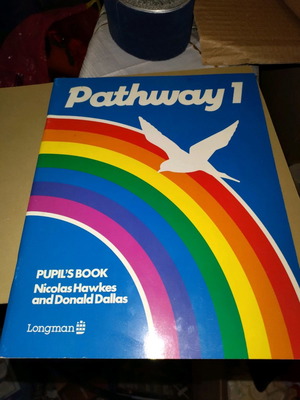 Pathway 1
PUPIL'S BOOK
Nicolas Hawkes
and Donald Dallas
Longman